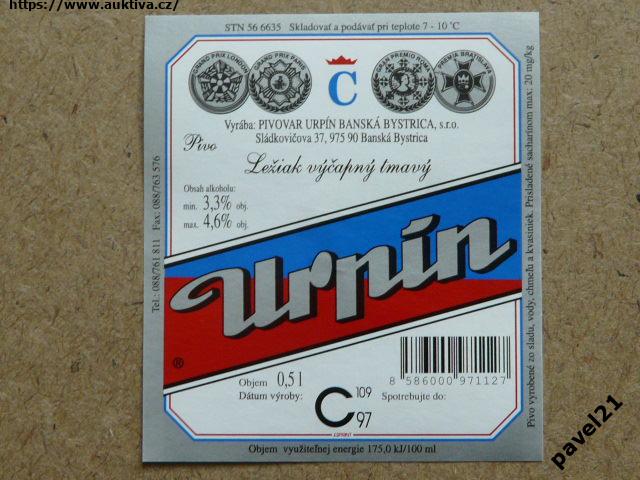 https://www.auktiva.cz/
STN 56 6635 Skladovať a podávať pri teplote 7 - 10 °C
GRAND PRIX LONDON
GRAND PRIX PARIS
C
GRAN PREMIO ROMA
PREMIA BRATISLAVA
Vyrába: PIVOVAR URPÍN BANSKÁ BYSTRICA, s.r.o.
Sládkovičova 37, 975 90 Banská Bystrica
Pivo
Ležiak výčapný tmavý
Obsah alkoholu:
min. 3,3% obj.
max. 4,6% obj.
Urpín
®
Objem 0,5 l
Dátum výroby:
C 109
97
Spotrebujte do:
8 586000 971127
Objem využiteľnej energie 175,0 kJ/100 ml
Tel.: 088/761 811 Fax: 088/763 576
Pivo vyrobené zo sladu, vody, chmeľu a kvasiniek. Prisladené sacharínom max: 20 mg/kg
pavel21